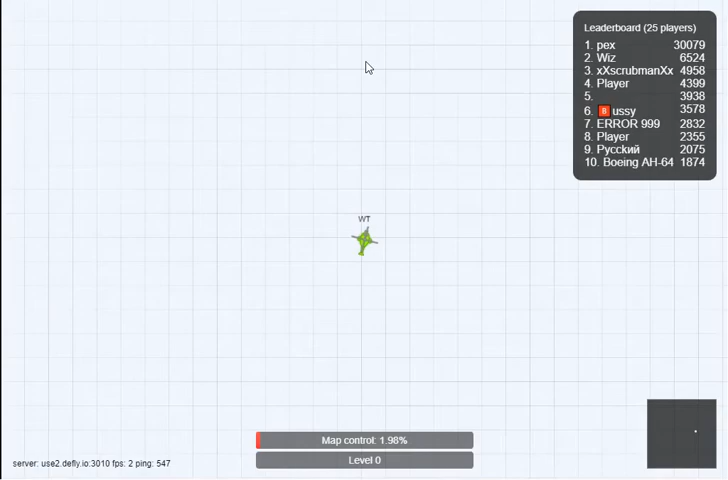 Leaderboard (25 players)
1. pex 30079
2. Wiz 6524
3. xXscrubmanXx 4958
4. Player 4399
5. 3938
6. B ussy 3578
7. ERROR 999 2832
8. Player 2355
9. Русский 2075
10. Boeing AH-64 1874
WT
Map control: 1.98%
Level 0
server: use2.defly.io:3010 fps: 2 ping: 547